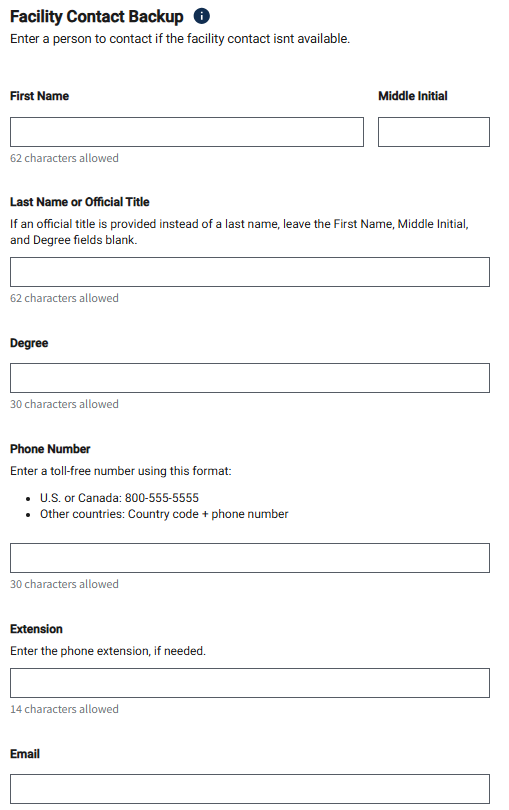 Facility Contact Backup i
Enter a person to contact if the facility contact isnt available.
First Name
Middle Initial
62 characters allowed
Last Name or Official Title
If an official title is provided instead of a last name, leave the First Name, Middle Initial,
and Degree fields blank.
62 characters allowed
Degree
30 characters allowed
Phone Number
Enter a toll-free number using this format:
• U.S. or Canada: 800-555-5555
• Other countries: Country code + phone number
30 characters allowed
Extension
Enter the phone extension, if needed.
14 characters allowed
Email